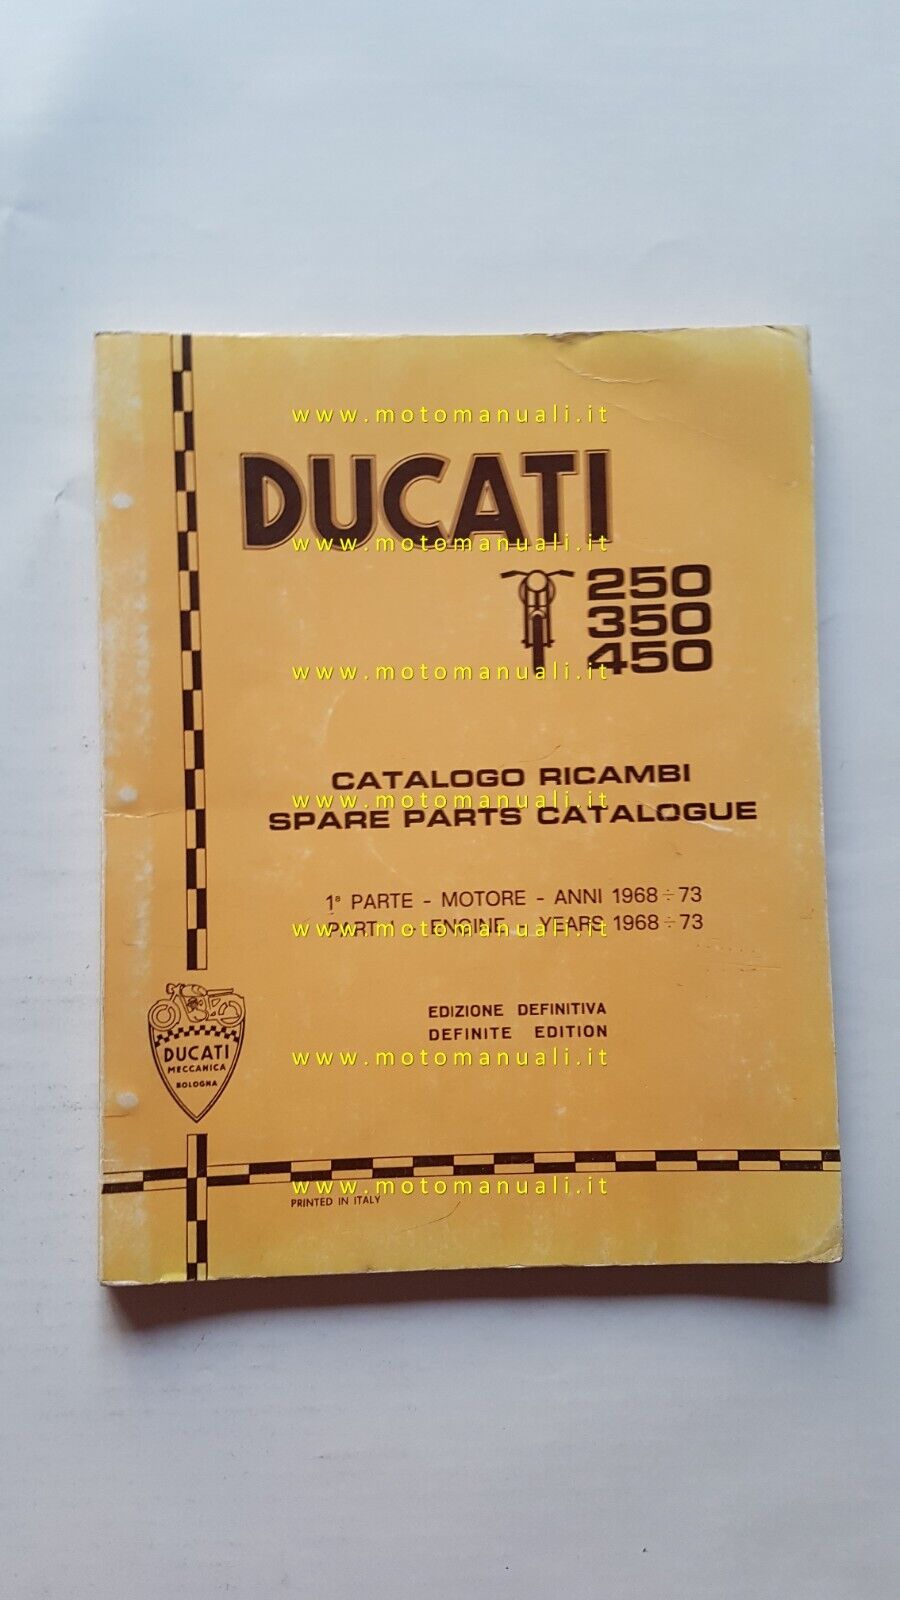 www.motomanuali.it
DUCATI
www.motomanuali.it
250
350
450
www.motomanuali.it
CATALOGO RICAMBI
www.motomanuali.it
SPARE PARTS CATALOGUE
1ª PARTE - MOTORE - ANNI 1968÷73
PART I - ENGINE - YEARS 1968÷73
www.motomanuali.it
EDIZIONE DEFINITIVA
DEFINITE EDITION
www.motomanuali.it
DUCATI
MECCANICA
BOLOGNA
www.motomanuali.it
PRINTED IN ITALY